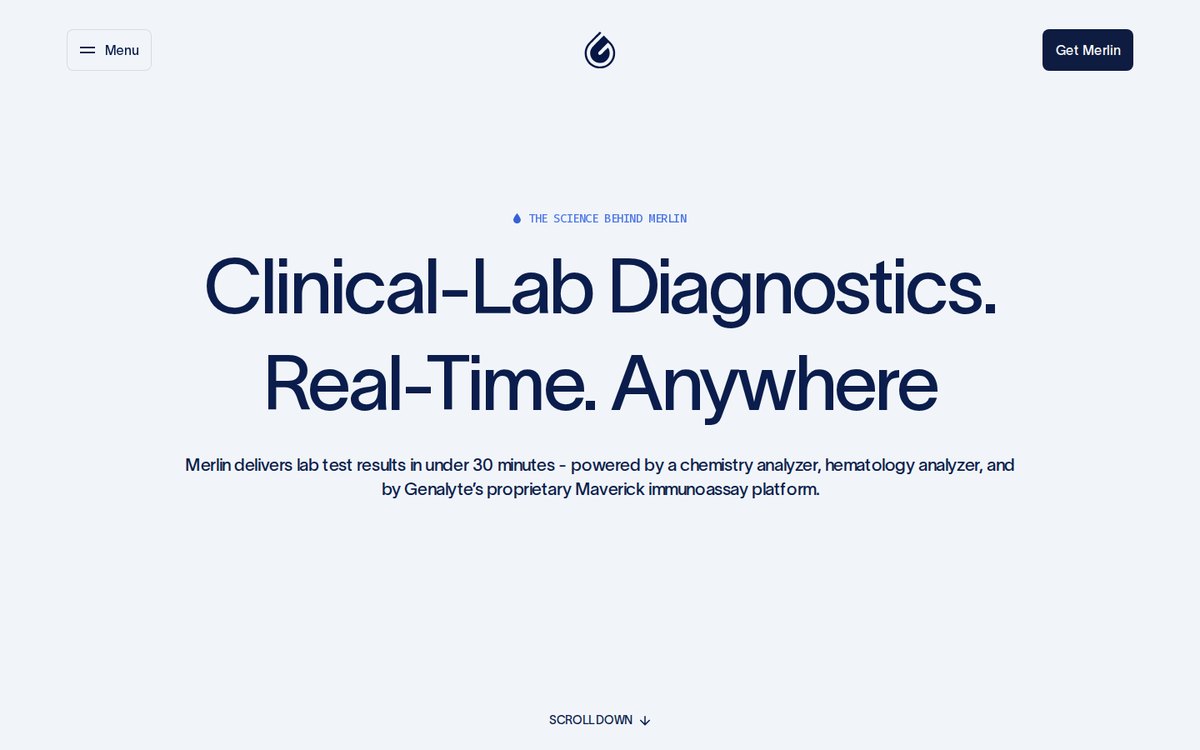 Menu
Get Merlin
THE SCIENCE BEHIND MERLIN
Clinical-Lab Diagnostics.
Real-Time. Anywhere
Merlin delivers lab test results in under 30 minutes - powered by a chemistry analyzer, hematology analyzer, and
by Genalyte’s proprietary Maverick immunoassay platform.
SCROLL DOWN